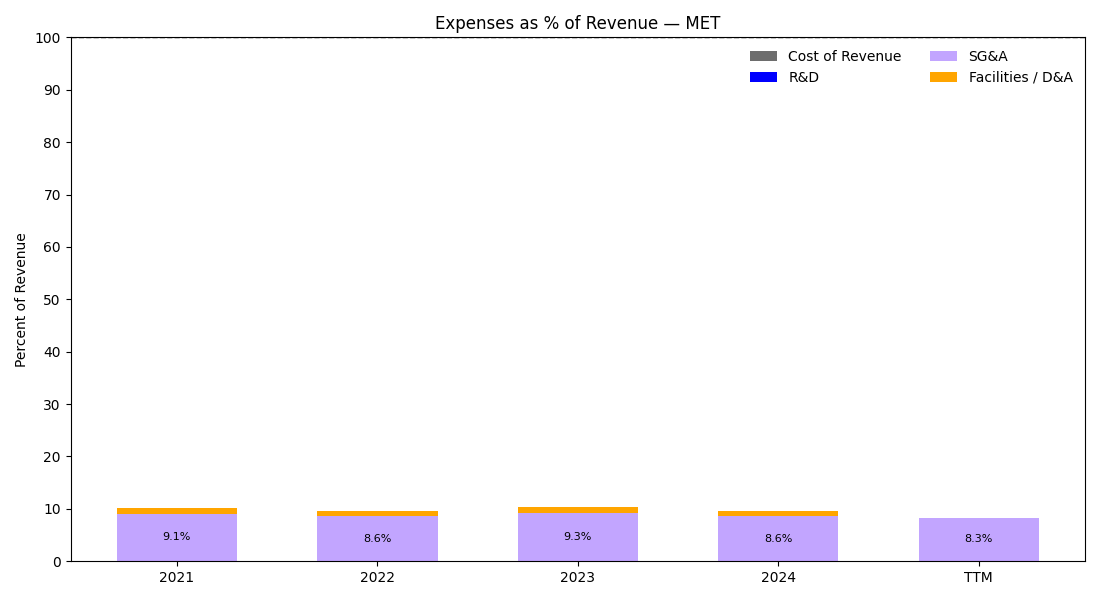 Expenses as % of Revenue — MET
Percent of Revenue
100
90
80
70
60
50
40
30
20
10
0
Cost of Revenue
R&D
SG&A
Facilities / D&A
9.1%
8.6%
9.3%
8.6%
8.3%
2021
2022
2023
2024
TTM